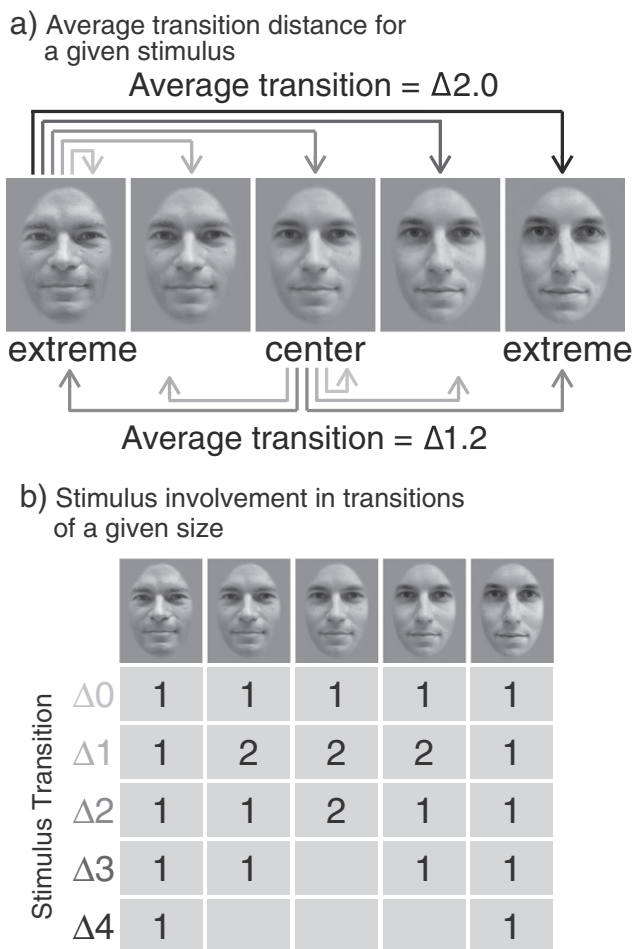 a) Average transition distance for
a given stimulus
Average transition = Δ2.0
extreme center extreme
Average transition = Δ1.2
b) Stimulus involvement in transitions
of a given size
Stimulus Transition
Δ0 1 1 1 1 1
Δ1 1 2 2 2 1
Δ2 1 1 2 1 1
Δ3 1 1 1 1
Δ4 1 1